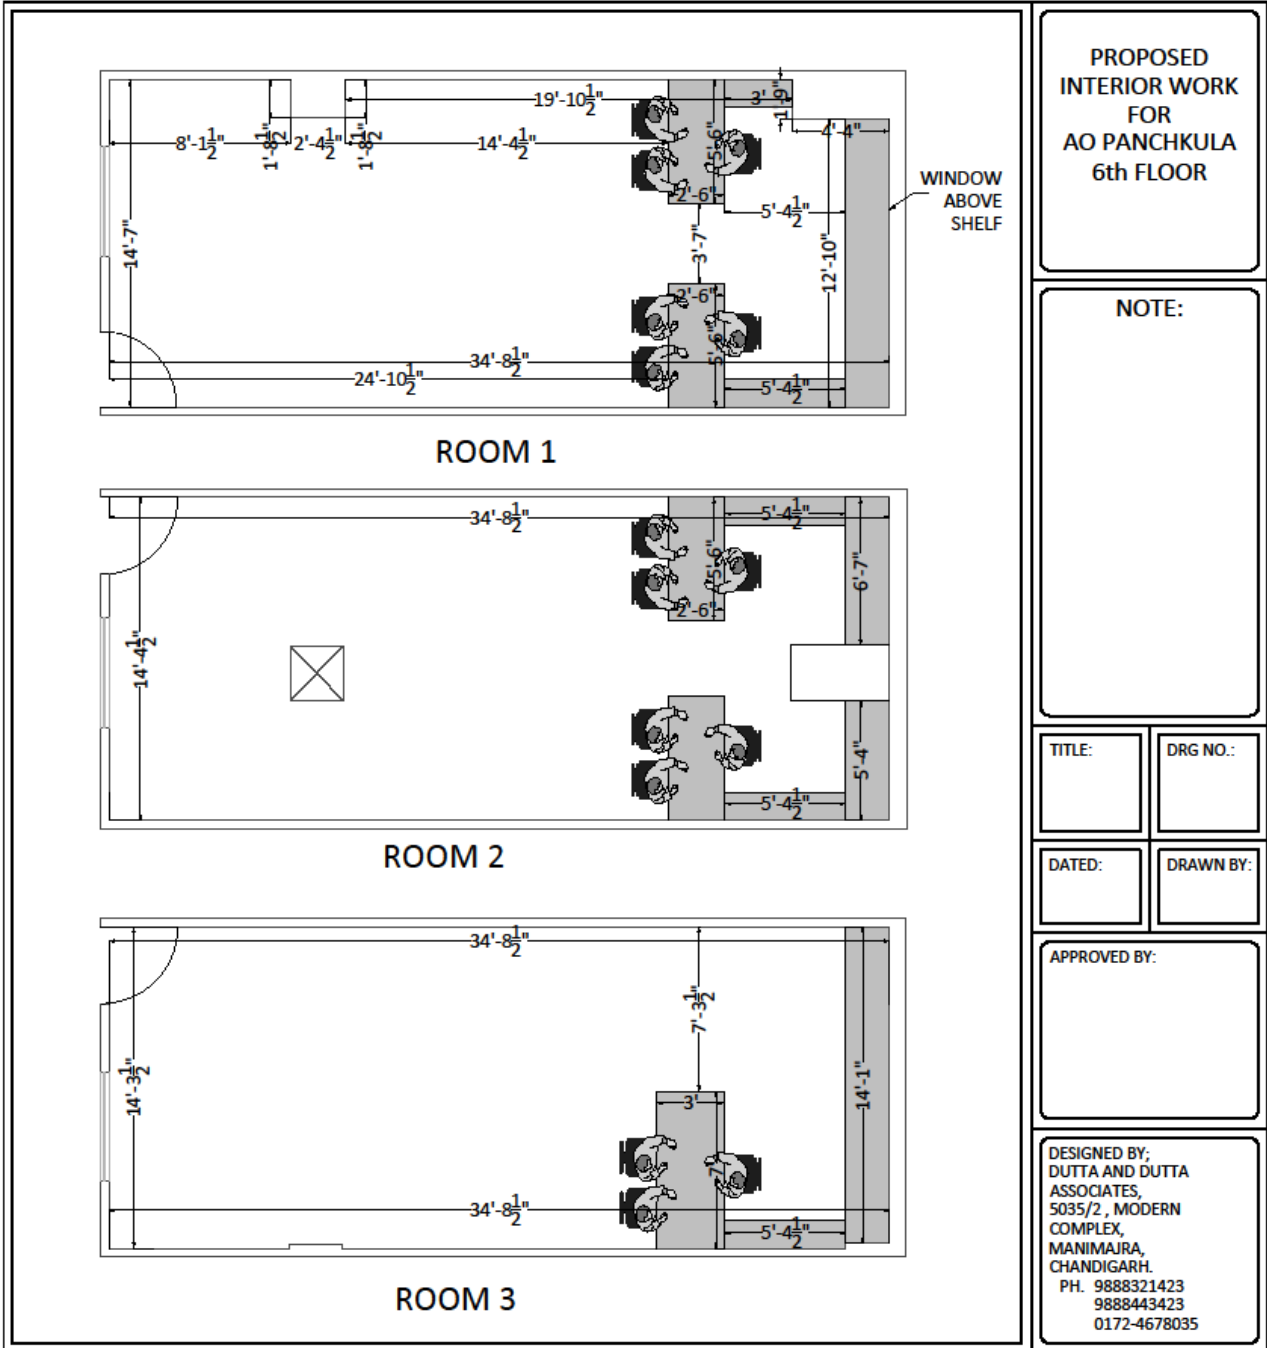 19'-10½"
3'
1'-9"
8'-1½"
1'-8½"
2'-4½"
1'-8½"
14'-4½"
5'-6"
4'-4"
2'-6"
5'-4½"
14'-7"
3'-7"
12'-10"
WINDOW
ABOVE
SHELF
2'-6"
5'-6"
34'-8½"
24'-10½"
5'-4½"
ROOM 1
34'-8½"
5'-4½"
5'-6"
6'-7"
2'-6"
14'-4½"
5'-4"
5'-4½"
ROOM 2
34'-8½"
7'-3½"
14'-3½"
14'-1"
3'
7'
34'-8½"
5'-4½"
ROOM 3
PROPOSED
INTERIOR WORK
FOR
AO PANCHKULA
6th FLOOR
NOTE:
TITLE:
DRG NO.:
DATED:
DRAWN BY:
APPROVED BY:
DESIGNED BY;
DUTTA AND DUTTA
ASSOCIATES,
5035/2 , MODERN
COMPLEX,
MANIMAJRA,
CHANDIGARH.
PH. 9888321423
9888443423
0172-4678035